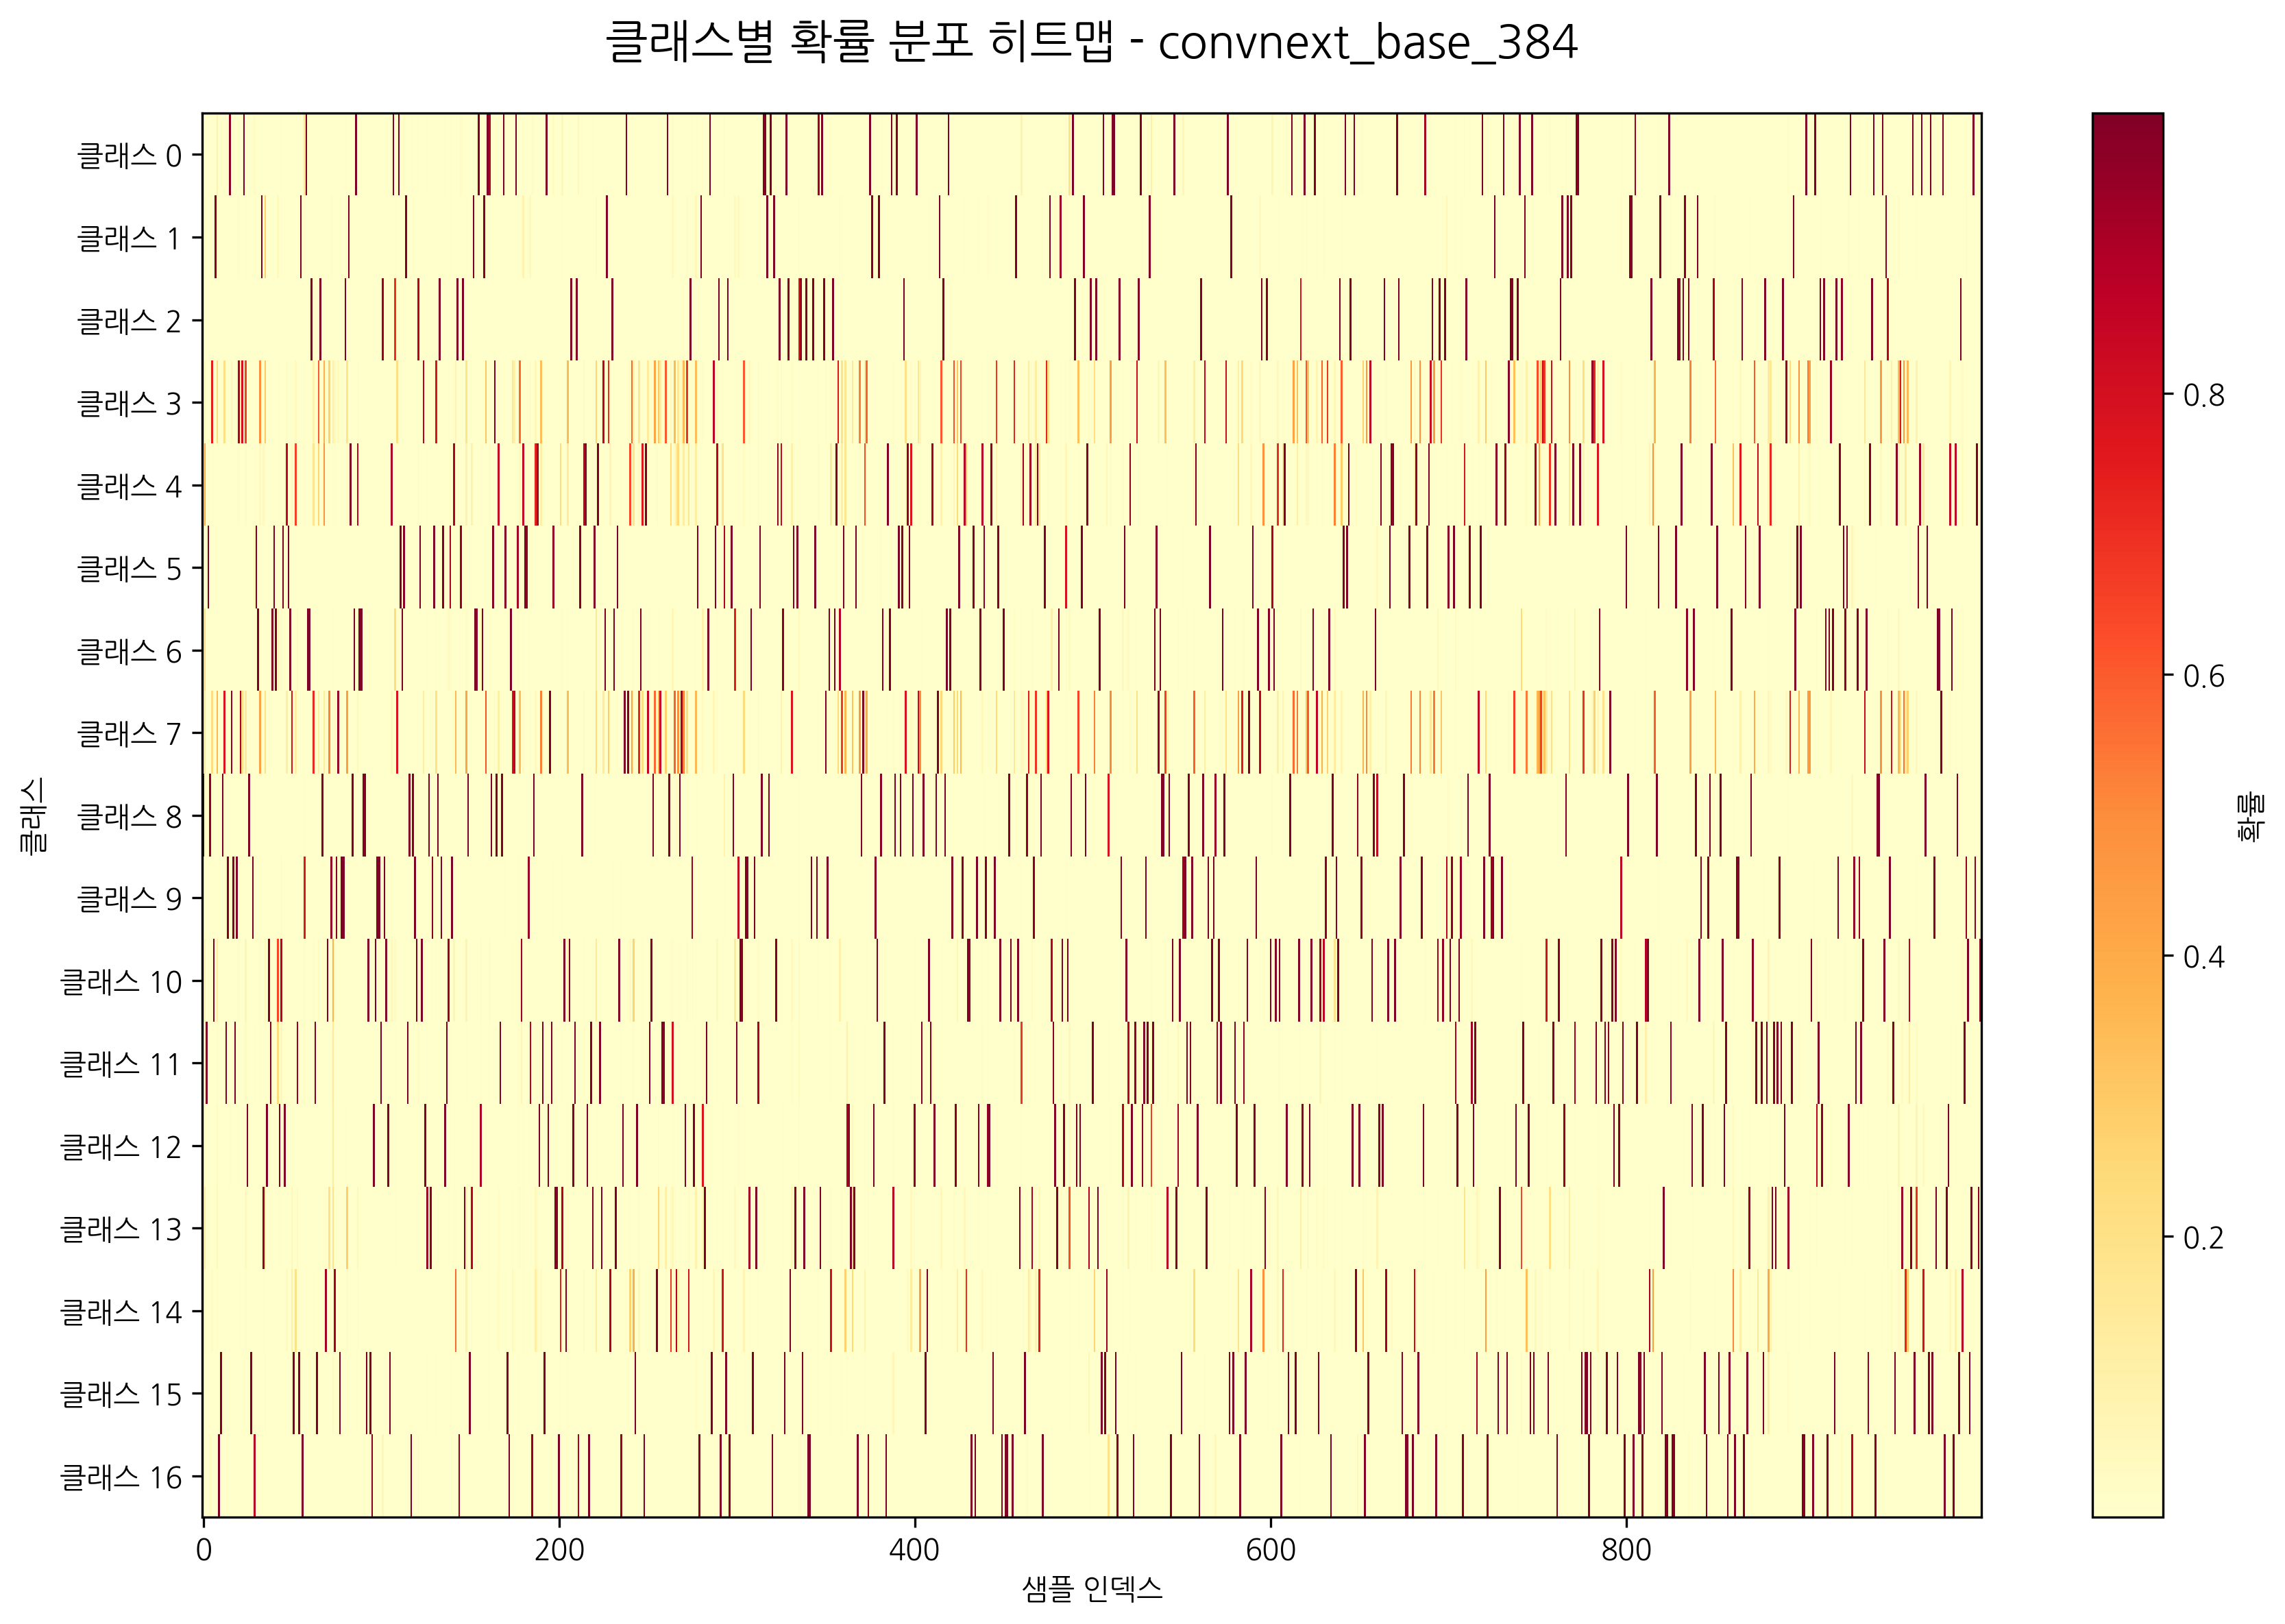 클래스별 확률 분포 히트맵 - convnext_base_384
클래스 0
클래스 1
클래스 2
클래스 3
클래스 4
클래스 5
클래스 6
클래스 7
클래스 8
클래스 9
클래스 10
클래스 11
클래스 12
클래스 13
클래스 14
클래스 15
클래스 16
클래스
0 200 400 600 800
샘플 인덱스
0.8
0.6
0.4
0.2
확률